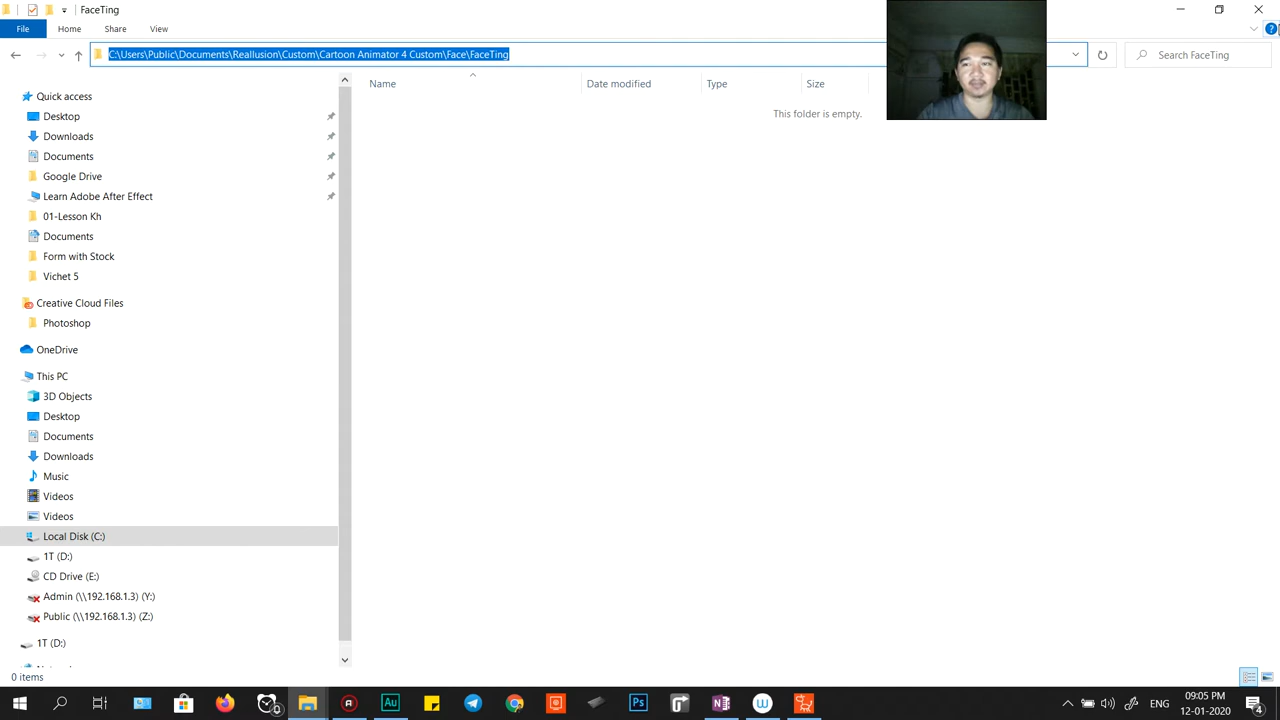 FaceTing
File
Home
Share
View
C:\Users\Public\Documents\Reallusion\Custom\Cartoon Animator 4 Custom\Face\FaceTing
Search FaceTing
Name
Date modified
Type
Size
This folder is empty.
Quick access
Desktop
Downloads
Documents
Google Drive
Learn Adobe After Effect
01-Lesson Kh
Documents
Form with Stock
Vichet 5
Creative Cloud Files
Photoshop
OneDrive
This PC
3D Objects
Desktop
Documents
Downloads
Music
Videos
Videos
Local Disk (C:)
1T (D:)
CD Drive (E:)
Admin (\\192.168.1.3) (Y:)
Public (\\192.168.1.3) (Z:)
1T (D:)
0 items
Au
Ps
N
W
ENG
09:05 PM
12-01-2020
4